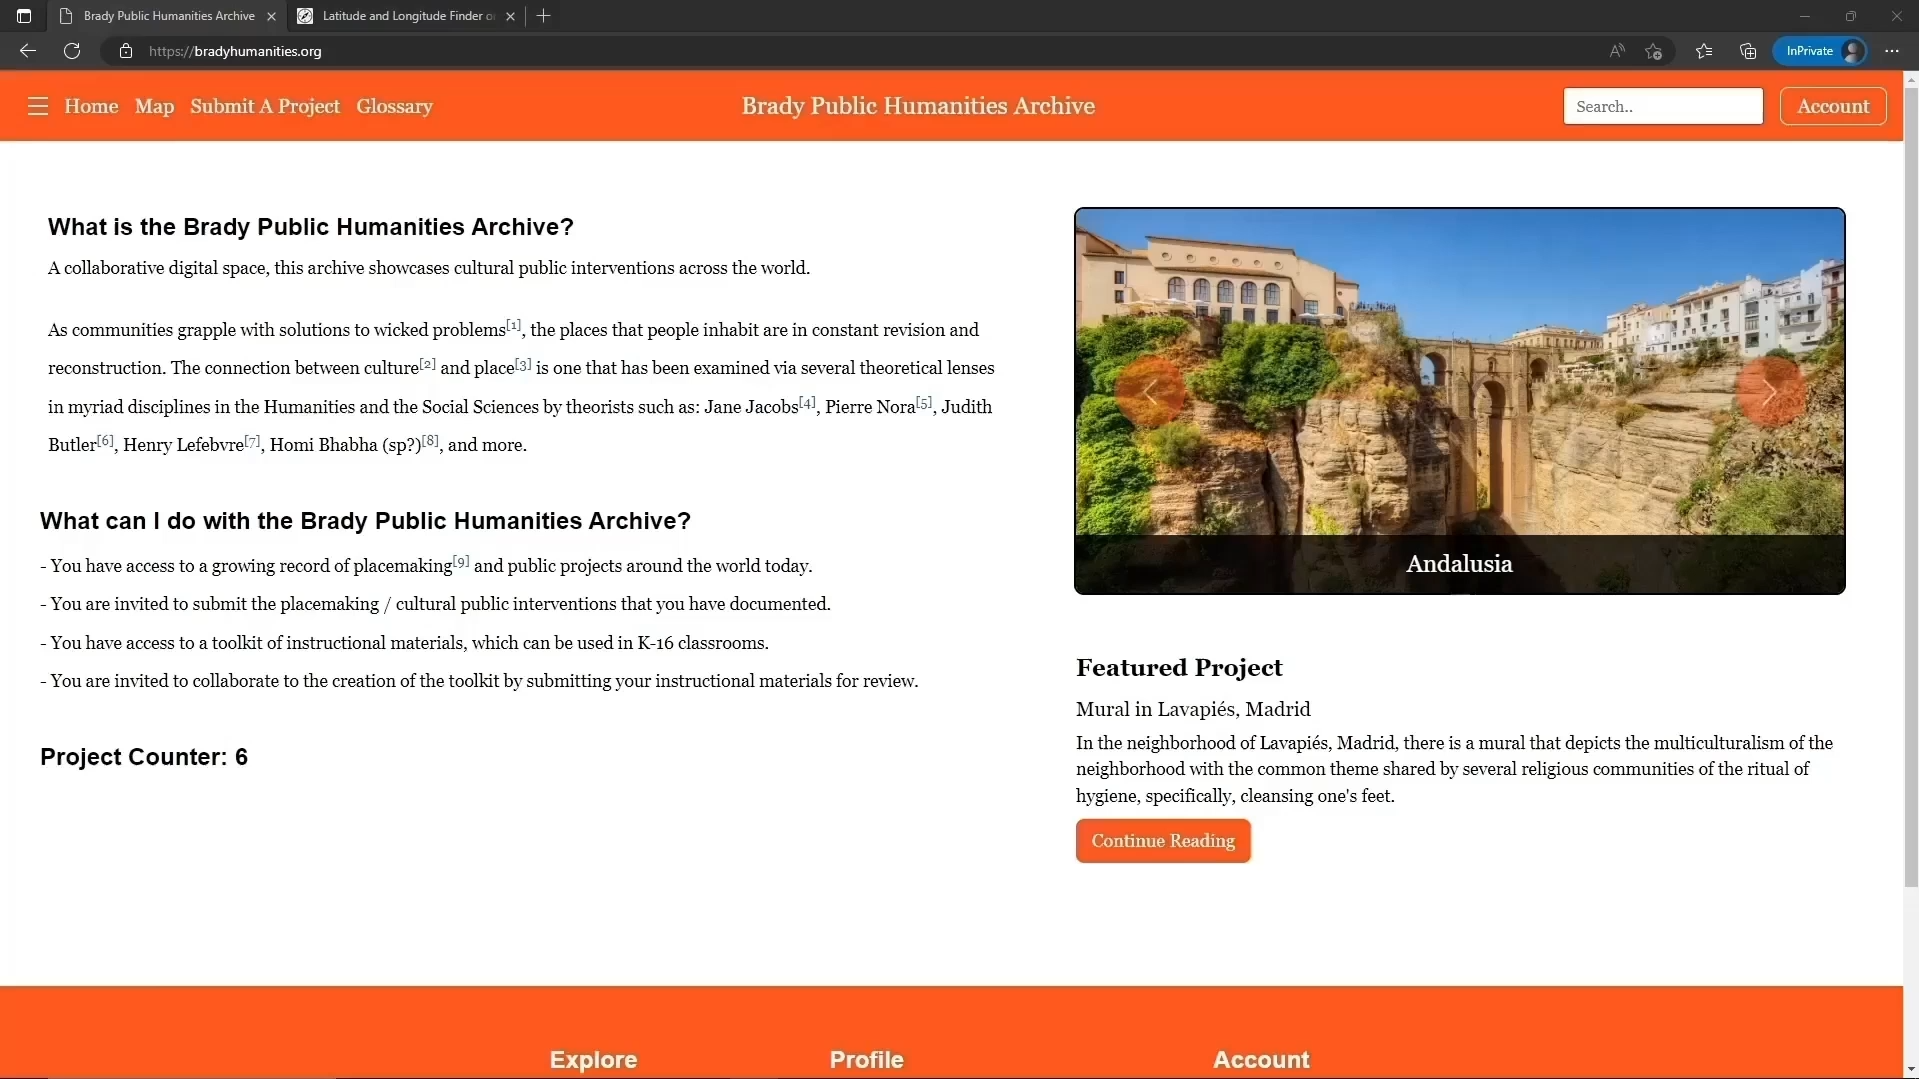 Brady Public Humanities Archive
Latitude and Longitude Finder o
https://bradyhumanities.org
InPrivate
Home Map Submit A Project Glossary
Brady Public Humanities Archive
Search..
Account
What is the Brady Public Humanities Archive?
A collaborative digital space, this archive showcases cultural public interventions across the world.
As communities grapple with solutions to wicked problems[1], the places that people inhabit are in constant revision and
reconstruction. The connection between culture[2] and place[3] is one that has been examined via several theoretical lenses
in myriad disciplines in the Humanities and the Social Sciences by theorists such as: Jane Jacobs[4], Pierre Nora[5], Judith
Butler[6], Henry Lefebvre[7], Homi Bhabha (sp?)[8], and more.
What can I do with the Brady Public Humanities Archive?
- You have access to a growing record of placemaking[9] and public projects around the world today.
- You are invited to submit the placemaking / cultural public interventions that you have documented.
- You have access to a toolkit of instructional materials, which can be used in K-16 classrooms.
- You are invited to collaborate to the creation of the toolkit by submitting your instructional materials for review.
Project Counter: 6
Andalusia
Featured Project
Mural in Lavapiés, Madrid
In the neighborhood of Lavapiés, Madrid, there is a mural that depicts the multiculturalism of the
neighborhood with the common theme shared by several religious communities of the ritual of
hygiene, specifically, cleansing one's feet.
Continue Reading
Explore
Profile
Account